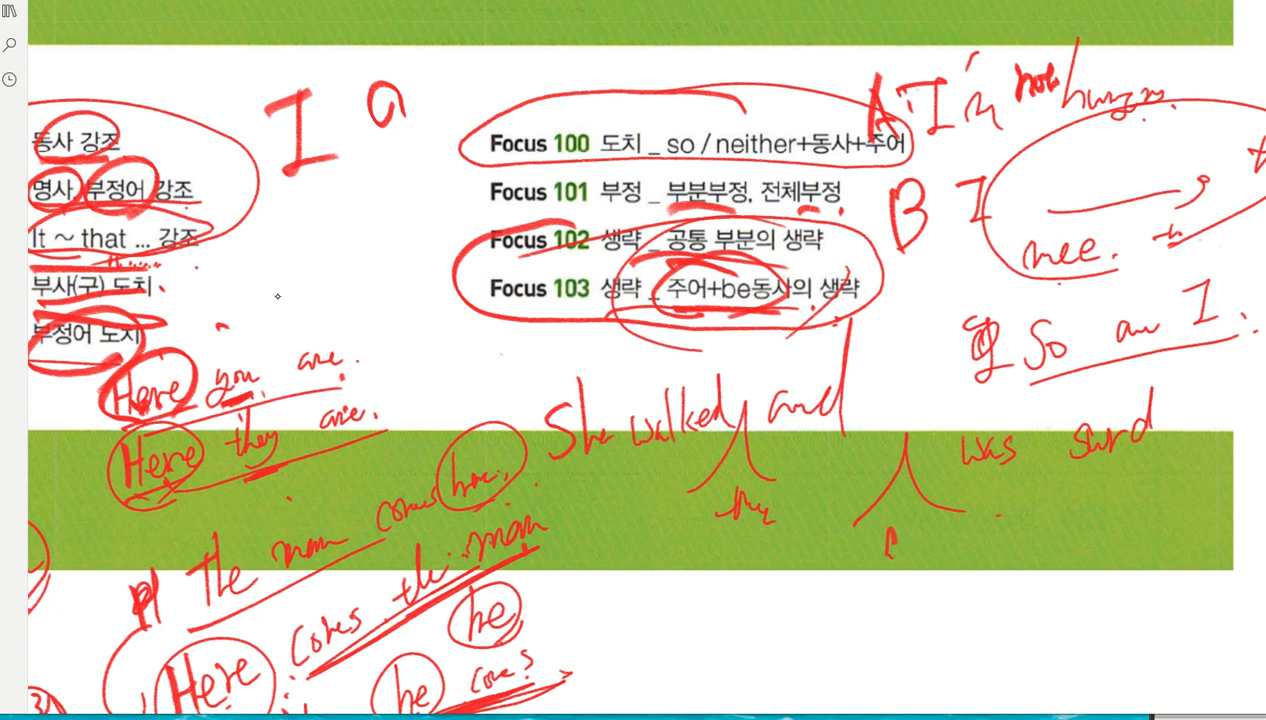 동사 강조
명사, 부정어 강조
It ~ that ... 강조
부사(구) 도치
부정어 도치
I a
Focus 100 도치 _ so / neither+동사+주어
Focus 101 부정 _ 부분부정, 전체부정
Focus 102 생략 _ 공통 부분의 생략
Focus 103 생략 _ 주어+be동사의 생략
A I'm not hungry.
B I
me.
So am I.
Here you are.
Here they are.
She walked and
was
The man comes here.
Here comes the man
he
Here he comes